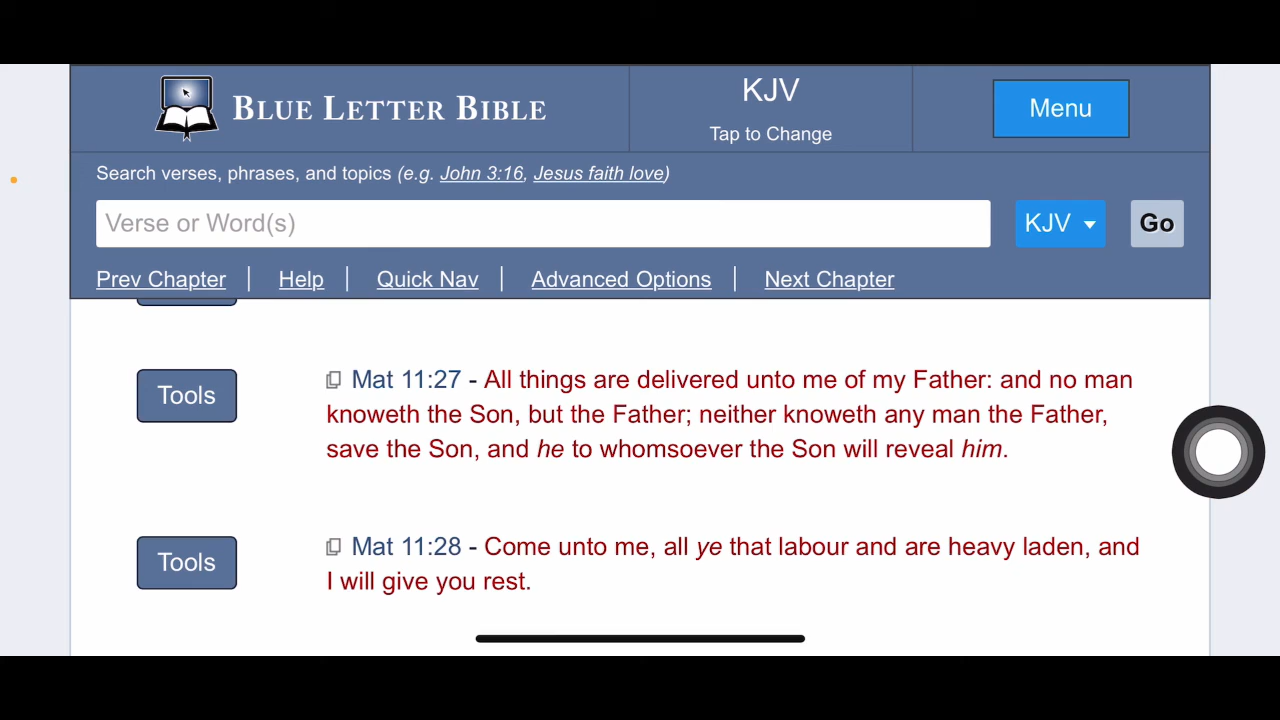 BLUE LETTER BIBLE
KJV
Tap to Change
Menu
Search verses, phrases, and topics (e.g. John 3:16, Jesus faith love)
Verse or Word(s)
KJV
Go
Prev Chapter | Help | Quick Nav | Advanced Options | Next Chapter
Tools
Mat 11:27 - All things are delivered unto me of my Father: and no man
knoweth the Son, but the Father; neither knoweth any man the Father,
save the Son, and he to whomsoever the Son will reveal him.
Tools
Mat 11:28 - Come unto me, all ye that labour and are heavy laden, and
I will give you rest.